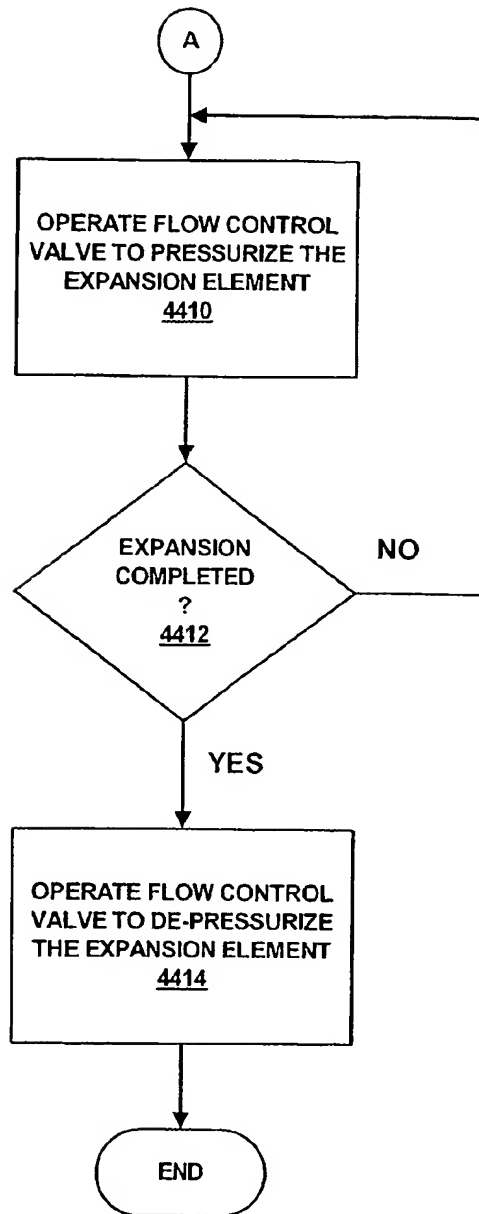 A
OPERATE FLOW CONTROL
VALVE TO PRESSURIZE THE
EXPANSION ELEMENT
4410
EXPANSION
COMPLETED
?
4412
NO
YES
OPERATE FLOW CONTROL
VALVE TO DE-PRESSURIZE
THE EXPANSION ELEMENT
4414
END